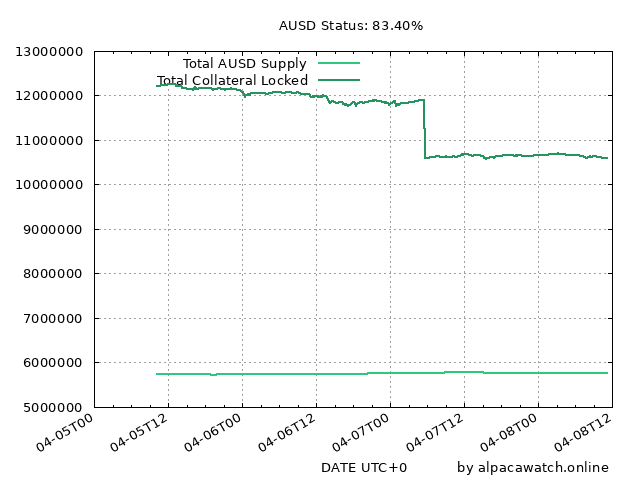 AUSD Status: 83.40%
Total AUSD Supply
Total Collateral Locked
13000000
12000000
11000000
10000000
9000000
8000000
7000000
6000000
5000000
04-05T00
04-05T12
04-06T00
04-06T12
04-07T00
04-07T12
04-08T00
04-08T12
DATE UTC+0
by alpacawatch.online